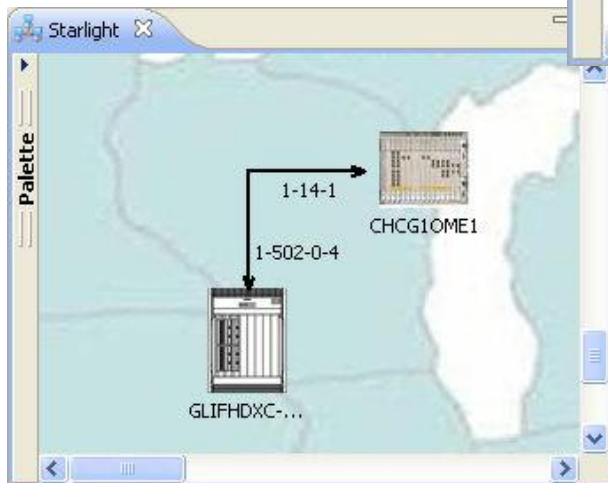 Starlight
Palette
1-14-1
CHCG1OME1
1-502-0-4
GLIFHDXC-...